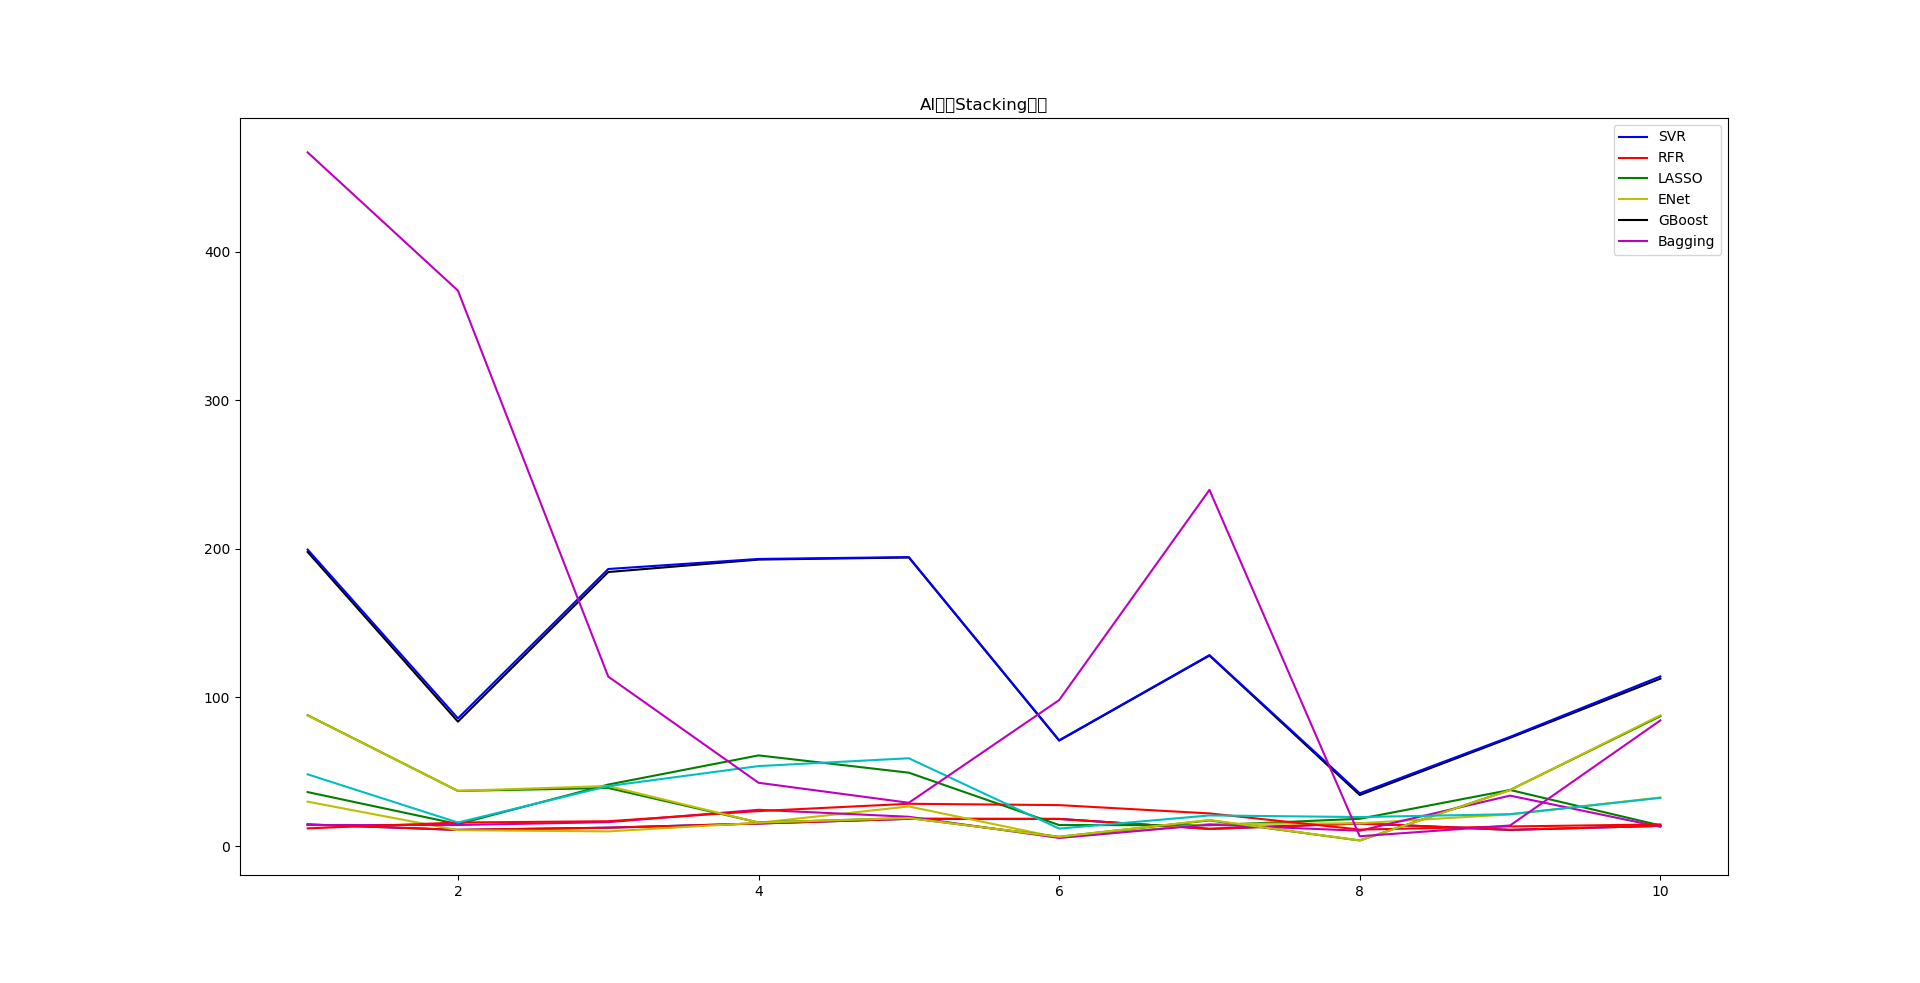 AI▯▯Stacking▯▯
SVR
RFR
LASSO
ENet
GBoost
Bagging
400
300
200
100
0
2 4 6 8 10